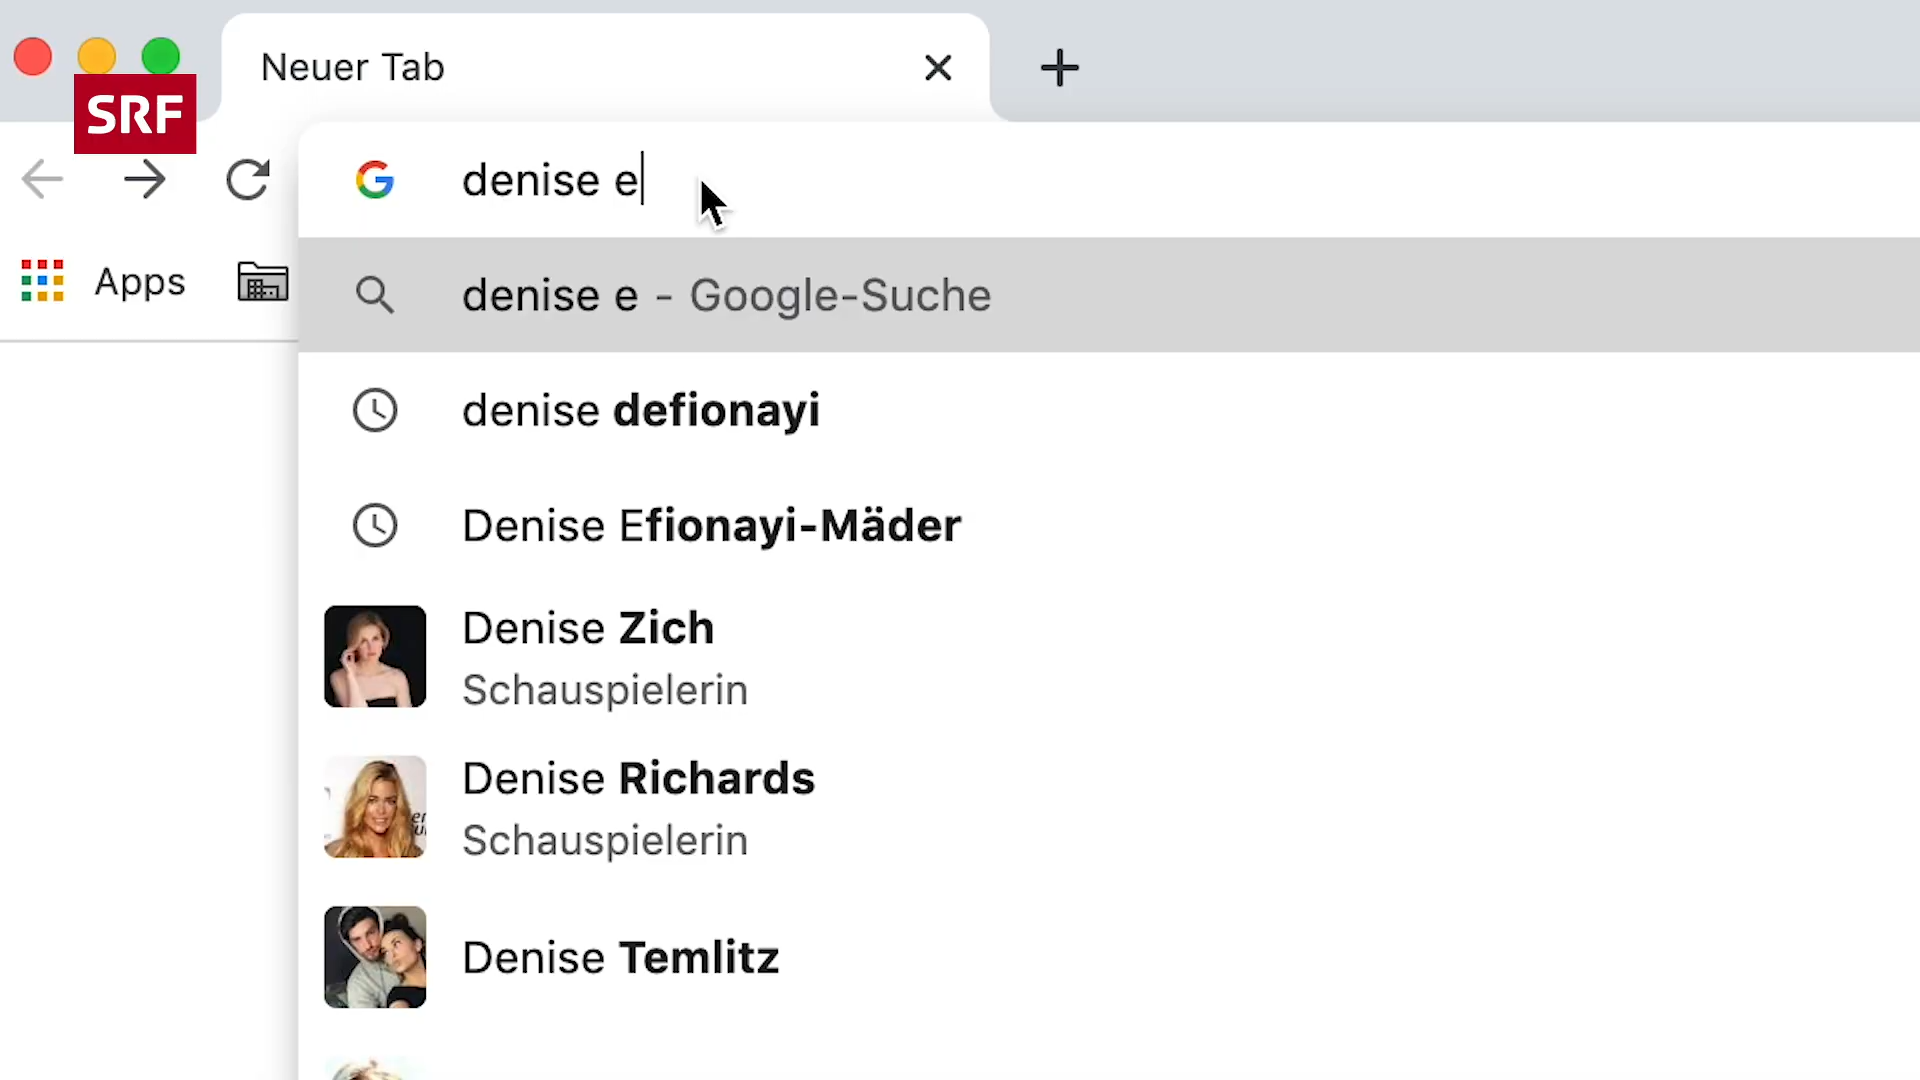 Neuer Tab
SRF
denise e
Apps
denise e - Google-Suche
denise defionayi
Denise Efionayi-Mäder
Denise Zich
Schauspielerin
Denise Richards
Schauspielerin
Denise Temlitz